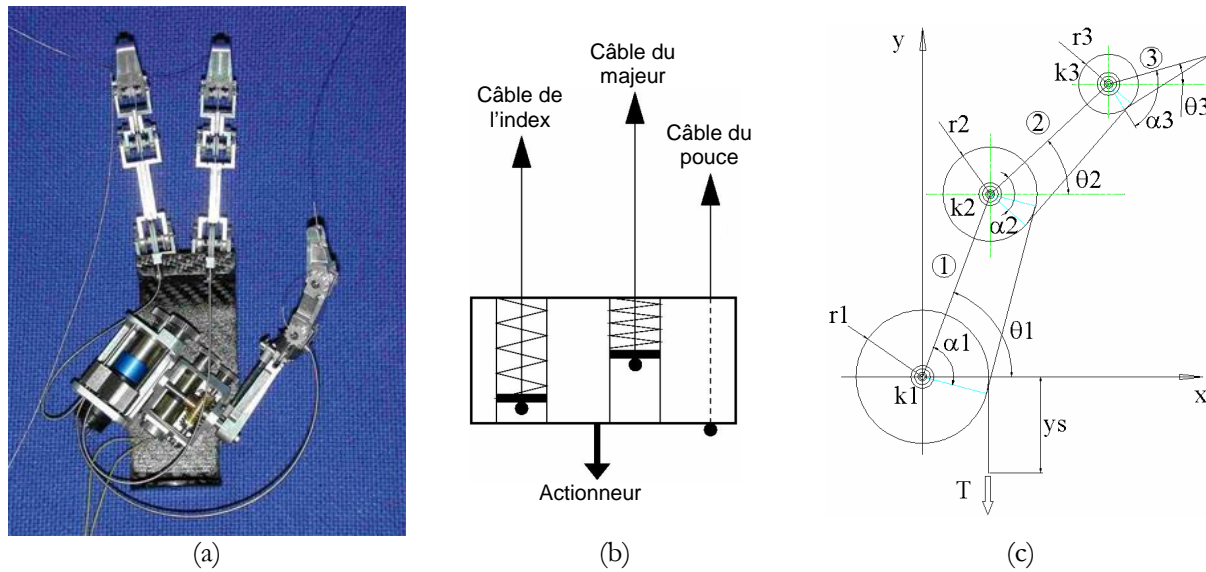 Câble du
majeur
Câble de
l'index
Câble du
pouce
Actionneur
y
r3
③
k3
θ3
α3
②
r2
θ2
k2
α2
①
r1
θ1
α1
k1
x
ys
T
(a)
(b)
(c)